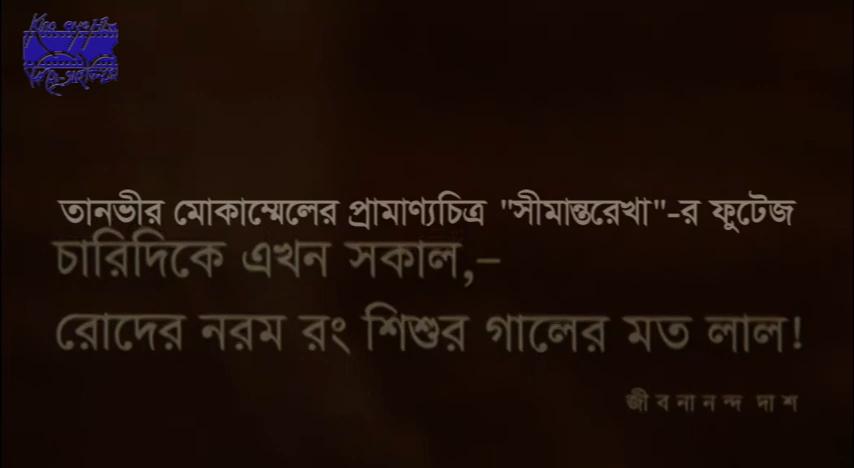 তানভীর মোকাম্মেলের প্রামাণ্যচিত্র "সীমান্তরেখা"-র ফুটেজ
চারিদিকে এখন সকাল,–
রোদের নরম রং শিশুর গালের মত লাল!
জীবনানন্দ দাশ